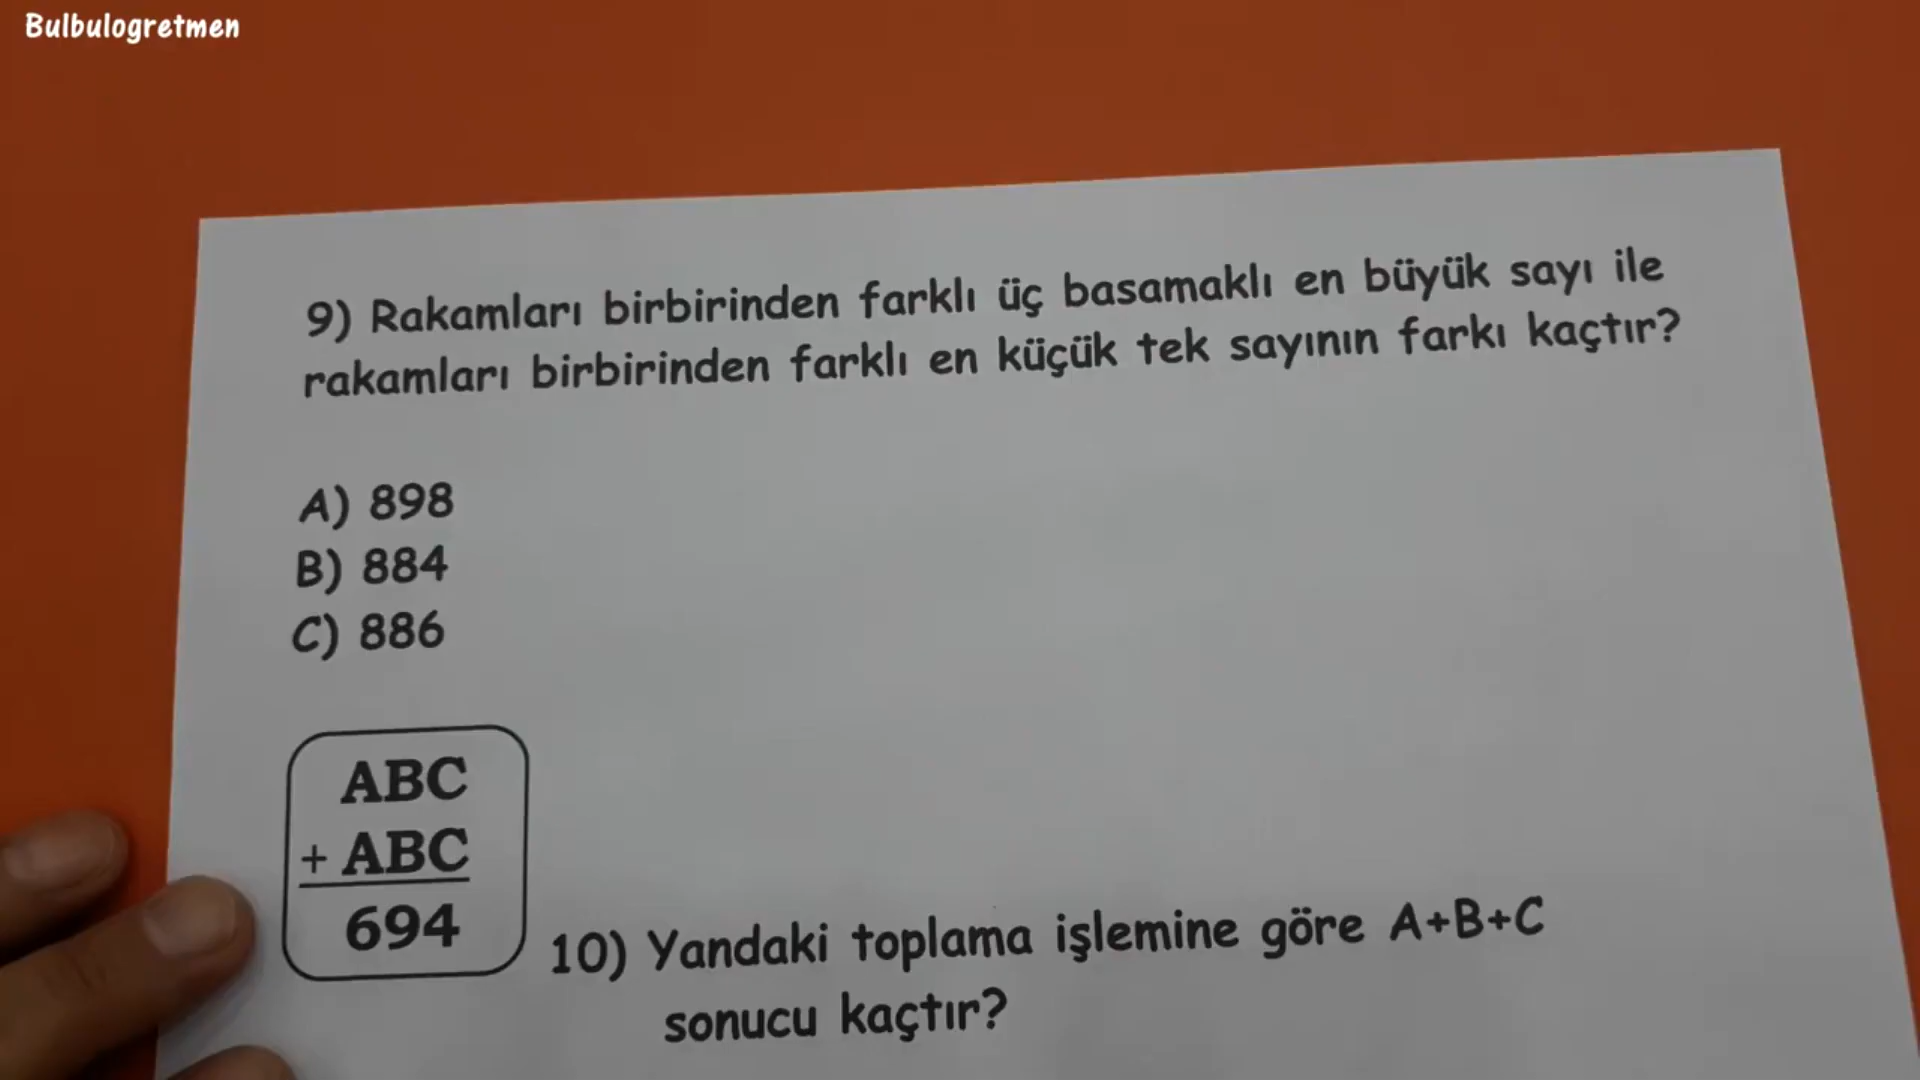 Bulbulogretmen
9) Rakamları birbirinden farklı üç basamaklı en büyük sayı ile
rakamları birbirinden farklı en küçük tek sayının farkı kaçtır?
A) 898
B) 884
C) 886
ABC
+ ABC
694
10) Yandaki toplama işlemine göre A+B+C
sonucu kaçtır?